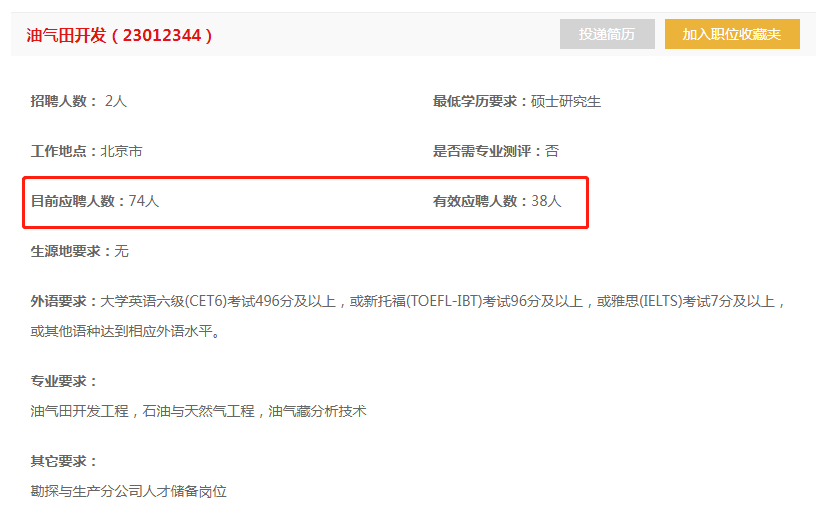 油气田开发（23012344）
投递简历
加入职位收藏夹
招聘人数： 2人
最低学历要求：硕士研究生
工作地点：北京市
是否需专业测评：否
目前应聘人数：74人
有效应聘人数：38人
生源地要求：无
外语要求：大学英语六级(CET6)考试496分及以上，或新托福(TOEFL-IBT)考试96分及以上，或雅思(IELTS)考试7分及以上，
或其他语种达到相应外语水平。
专业要求：
油气田开发工程，石油与天然气工程，油气藏分析技术
其它要求：
勘探与生产分公司人才储备岗位